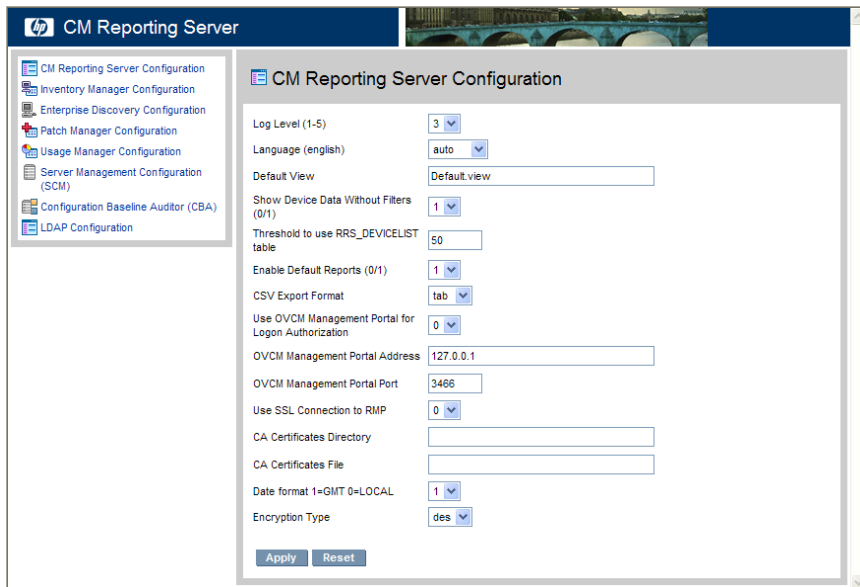 hp CM Reporting Server
CM Reporting Server Configuration
Inventory Manager Configuration
Enterprise Discovery Configuration
Patch Manager Configuration
Usage Manager Configuration
Server Management Configuration
(SCM)
Configuration Baseline Auditor (CBA)
LDAP Configuration
CM Reporting Server Configuration
Log Level (1-5) 3
Language (english) auto
Default View Default.view
Show Device Data Without Filters
(0/1) 1
Threshold to use RRS_DEVICELIST
table 50
Enable Default Reports (0/1) 1
CSV Export Format tab
Use OVCM Management Portal for
Logon Authorization 0
OVCM Management Portal Address 127.0.0.1
OVCM Management Portal Port 3466
Use SSL Connection to RMP 0
CA Certificates Directory
CA Certificates File
Date format 1=GMT 0=LOCAL 1
Encryption Type des
Apply Reset